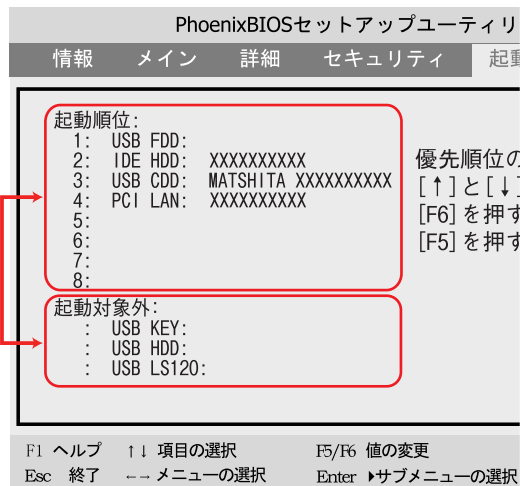 PhoenixBIOSセットアップユーティリ
情報 メイン 詳細 セキュリティ 起動
起動順位:
1: USB FDD:
2: IDE HDD: XXXXXXXXXX
3: USB CDD: MATSHITA XXXXXXXXXX
4: PCI LAN: XXXXXXXXXX
5:
6:
7:
8:
起動対象外:
: USB KEY:
: USB HDD:
: USB LS120:
優先順位の
[↑]と[↓]
[F6]を押す
[F5]を押す
F1 ヘルプ ↑↓ 項目の選択 F5/F6 値の変更
Esc 終了 ←→ メニューの選択 Enter ▶サブメニューの選択